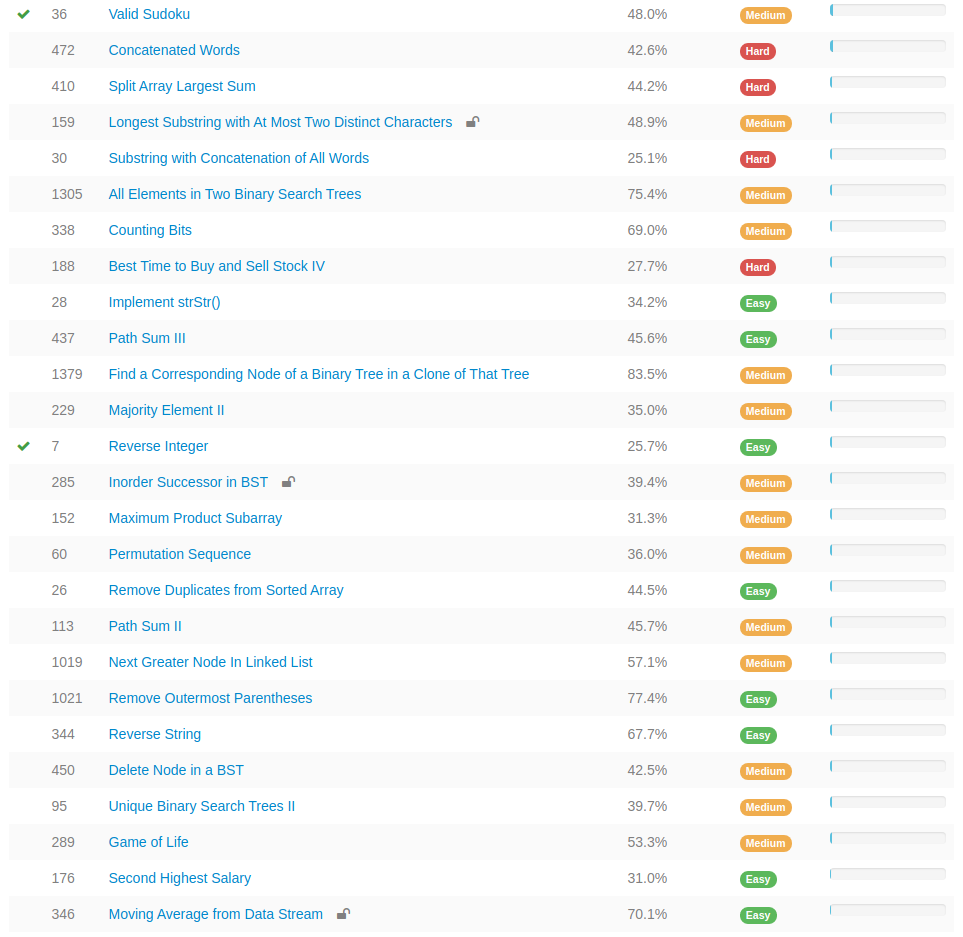 36 Valid Sudoku 48.0% Medium
472 Concatenated Words 42.6% Hard
410 Split Array Largest Sum 44.2% Hard
159 Longest Substring with At Most Two Distinct Characters 48.9% Medium
30 Substring with Concatenation of All Words 25.1% Hard
1305 All Elements in Two Binary Search Trees 75.4% Medium
338 Counting Bits 69.0% Medium
188 Best Time to Buy and Sell Stock IV 27.7% Hard
28 Implement strStr() 34.2% Easy
437 Path Sum III 45.6% Easy
1379 Find a Corresponding Node of a Binary Tree in a Clone of That Tree 83.5% Medium
229 Majority Element II 35.0% Medium
7 Reverse Integer 25.7% Easy
285 Inorder Successor in BST 39.4% Medium
152 Maximum Product Subarray 31.3% Medium
60 Permutation Sequence 36.0% Medium
26 Remove Duplicates from Sorted Array 44.5% Easy
113 Path Sum II 45.7% Medium
1019 Next Greater Node In Linked List 57.1% Medium
1021 Remove Outermost Parentheses 77.4% Easy
344 Reverse String 67.7% Easy
450 Delete Node in a BST 42.5% Medium
95 Unique Binary Search Trees II 39.7% Medium
289 Game of Life 53.3% Medium
176 Second Highest Salary 31.0% Easy
346 Moving Average from Data Stream 70.1% Easy